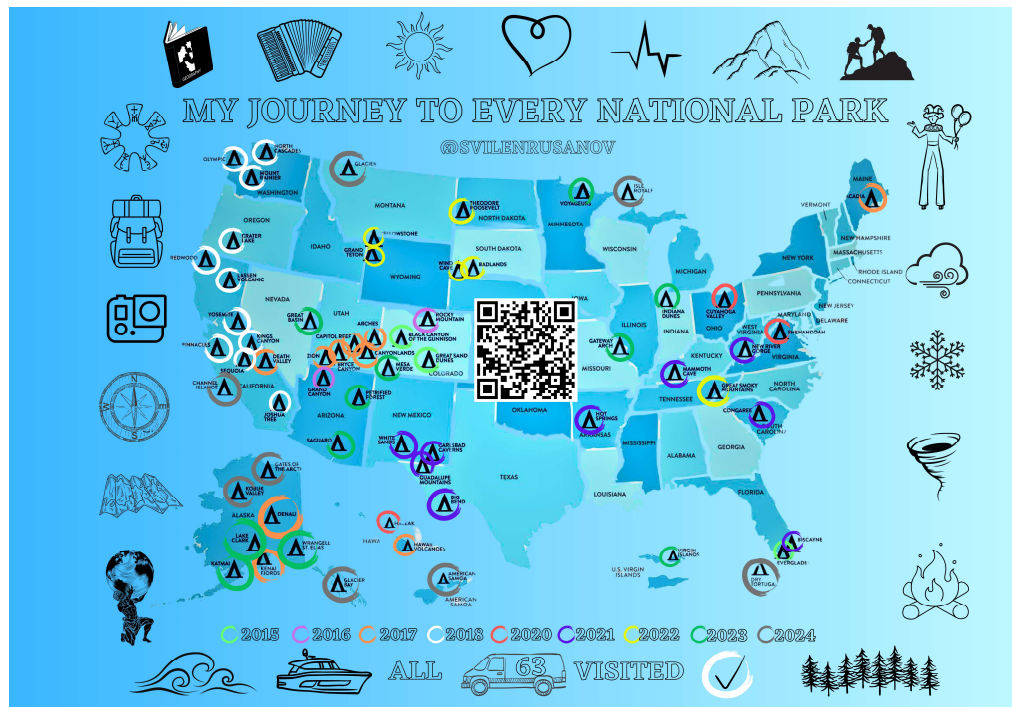 GEOGRAPHY
MY JOURNEY TO EVERY NATIONAL PARK
@SVILENRUSANOV
OLYMPIC
NORTH
CASCADES
MOUNT
RAINIER
WASHINGTON
GLACIER
MONTANA
THEODORE
ROOSEVELT
NORTH DAKOTA
VOYAGEURS
MINNESOTA
ISLE
ROYALE
MAINE
ACADIA
VERMONT
NEW HAMPSHIRE
MASSACHUSETTS
RHODE ISLAND
CONNECTICUT
NEW YORK
OREGON
CRATER
LAKE
REDWOOD
LASSEN
VOLCANIC
IDAHO
YELLOWSTONE
GRAND
TETON
WYOMING
SOUTH DAKOTA
WIND
CAVE
BADLANDS
WISCONSIN
MICHIGAN
PENNSYLVANIA
NEW JERSEY
DELAWARE
MARYLAND
NEVADA
GREAT
BASIN
UTAH
YOSEMITE
PINNACLES
KINGS
CANYON
SEQUOIA
DEATH
VALLEY
CHANNEL
ISLANDS
CALIFORNIA
JOSHUA
TREE
CAPITOL REEF
ARCHES
ZION
BRYCE
CANYON
CANYONLANDS
GRAND
CANYON
ROCKY
MOUNTAIN
BLACK CANYON
OF THE GUNNISON
GREAT SAND
DUNES
COLORADO
MESA
VERDE
PETRIFIED
FOREST
ARIZONA
SAGUARO
NEW MEXICO
WHITE
SANDS
CARLSBAD
CAVERNS
GUADALUPE
MOUNTAINS
BIG
BEND
TEXAS
OKLAHOMA
IOWA
MISSOURI
ILLINOIS
GATEWAY
ARCH
INDIANA
DUNES
INDIANA
OHIO
CUYAHOGA
VALLEY
WEST
VIRGINIA
SHENANDOAH
NEW RIVER
GORGE
VIRGINIA
KENTUCKY
MAMMOTH
CAVE
TENNESSEE
GREAT SMOKY
MOUNTAINS
NORTH
CAROLINA
CONGAREE
SOUTH
CAROLINA
HOT
SPRINGS
ARKANSAS
MISSISSIPPI
ALABAMA
GEORGIA
LOUISIANA
FLORIDA
BISCAYNE
EVERGLADE
DRY
TORTUGA
VIRGIN
ISLANDS
U.S. VIRGIN
ISLANDS
GATES OF
THE ARCTIC
KOBUK
VALLEY
ALASKA
DENALI
LAKE
CLARK
WRANGELL
ST. ELIAS
KATMAI
KENAI
FJORDS
GLACIER
BAY
HAWA
HAWAII
VOLCANOES
AMERICAN
SAMOA
AMERICAN
SAMOA
2015 2016 2017 2018 2020 2021 2022 2023 2024
ALL 63 VISITED